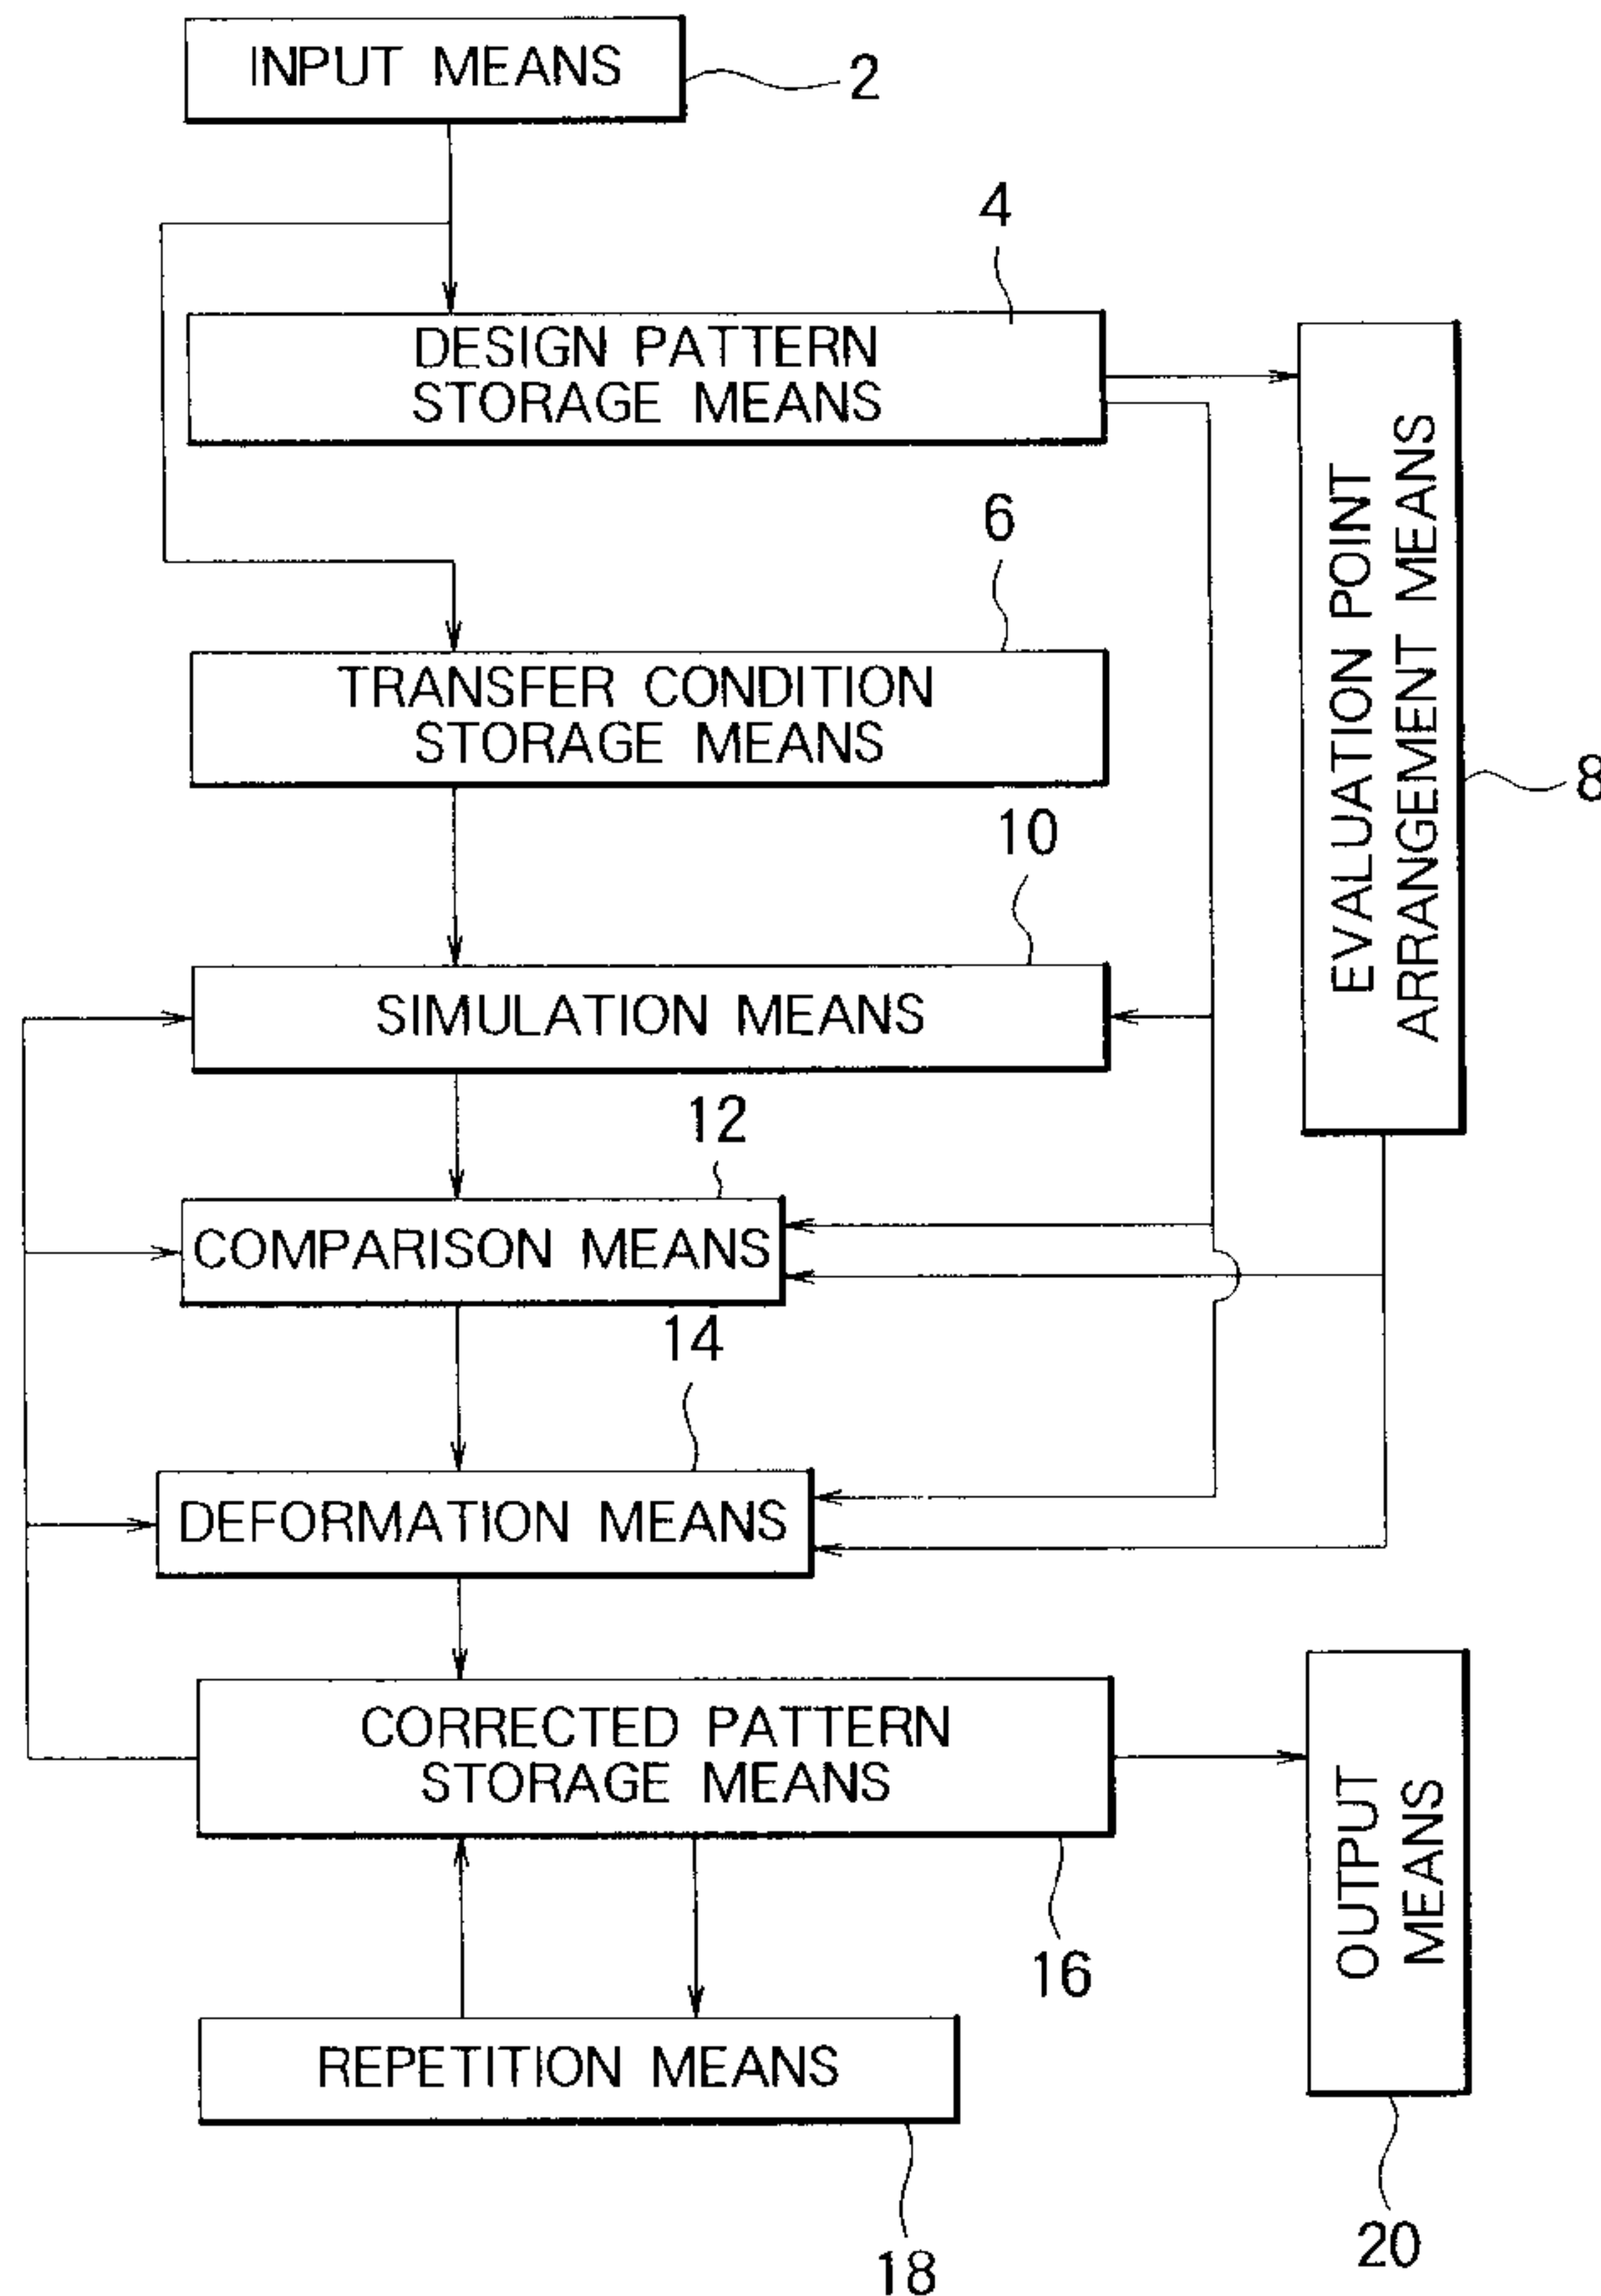 INPUT MEANS
2
4
DESIGN PATTERN
STORAGE MEANS
6
TRANSFER CONDITION
STORAGE MEANS
EVALUATION POINT
ARRANGEMENT MEANS
8
10
SIMULATION MEANS
12
COMPARISON MEANS
14
DEFORMATION MEANS
CORRECTED PATTERN
STORAGE MEANS
16
OUTPUT
MEANS
REPETITION MEANS
18
20